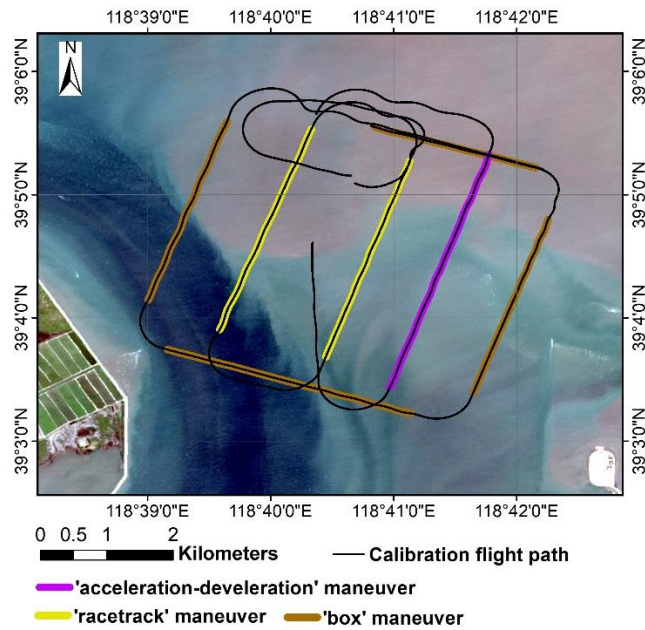 118°39'0"E 118°40'0"E 118°41'0"E 118°42'0"E
N
39°6'0"N 39°6'0"N
39°5'0"N 39°5'0"N
39°4'0"N 39°4'0"N
39°3'0"N 39°3'0"N
118°39'0"E 118°40'0"E 118°41'0"E 118°42'0"E
0 0.5 1 2
Kilometers Calibration flight path
'acceleration-develeration' maneuver
'racetrack' maneuver 'box' maneuver